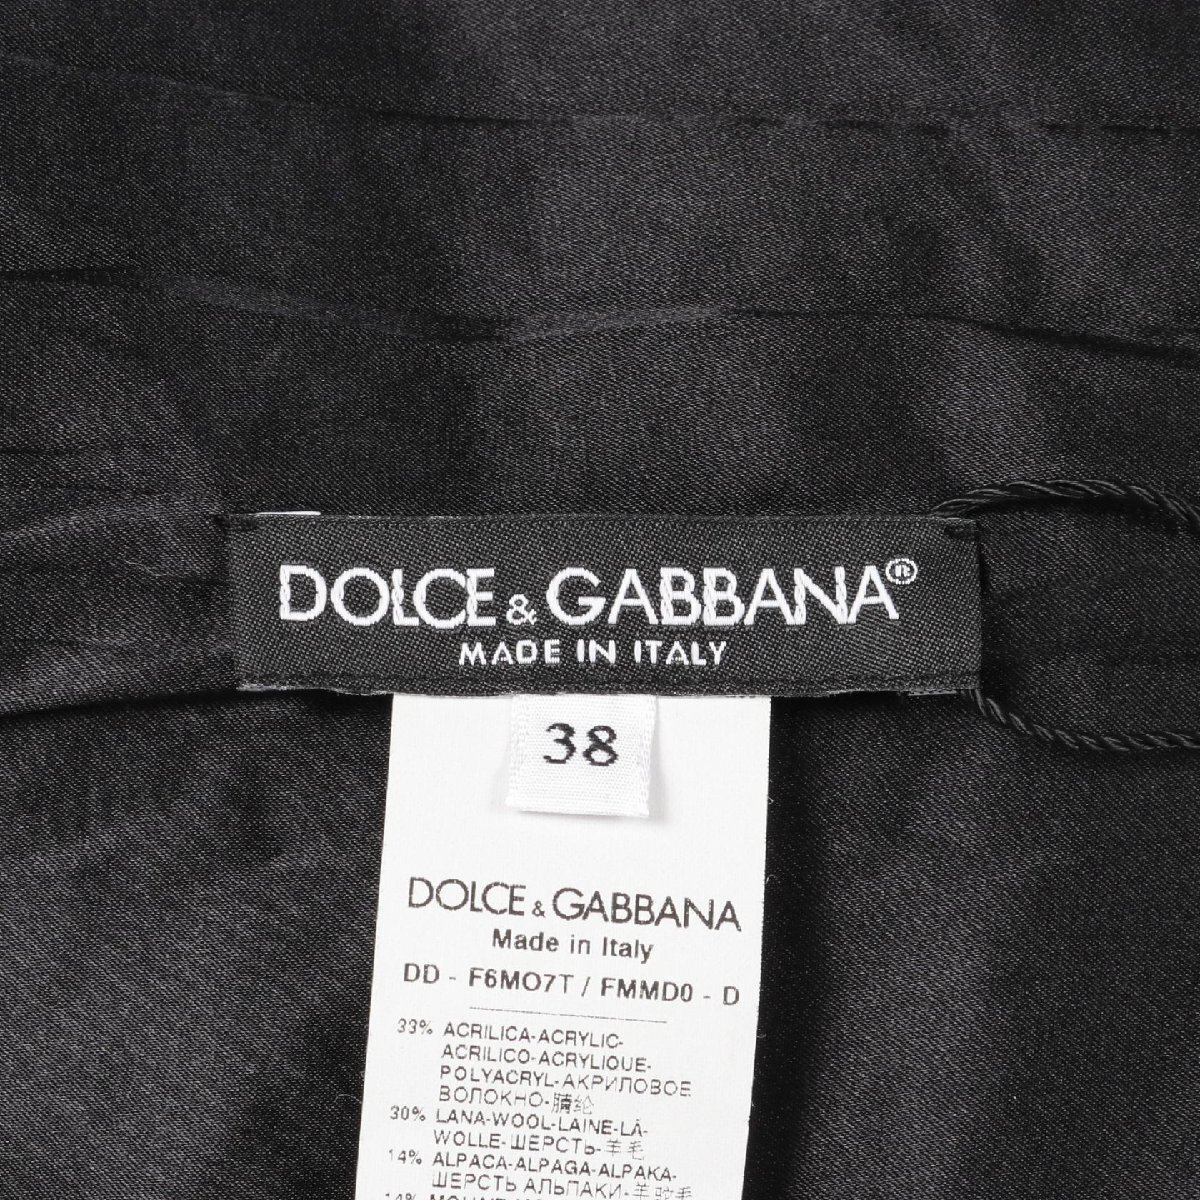 DOLCE & GABBANA®
MADE IN ITALY
38
DOLCE & GABBANA
Made in Italy
DD - F6MO7T / FMMD0 - D
33% ACRILICA-ACRYLIC-
ACRILICO-ACRYLIQUE-
POLYACRYL-АКРИЛОВОЕ
ВОЛОКНО-腈纶
30% LANA-WOOL-LAINE-LÃ-
WOLLE-ШЕРСТЬ-羊毛
14% ALPACA-ALPAGA-ALPAKA-
ШЕРСТЬ АЛЬПАКИ-羊驼毛